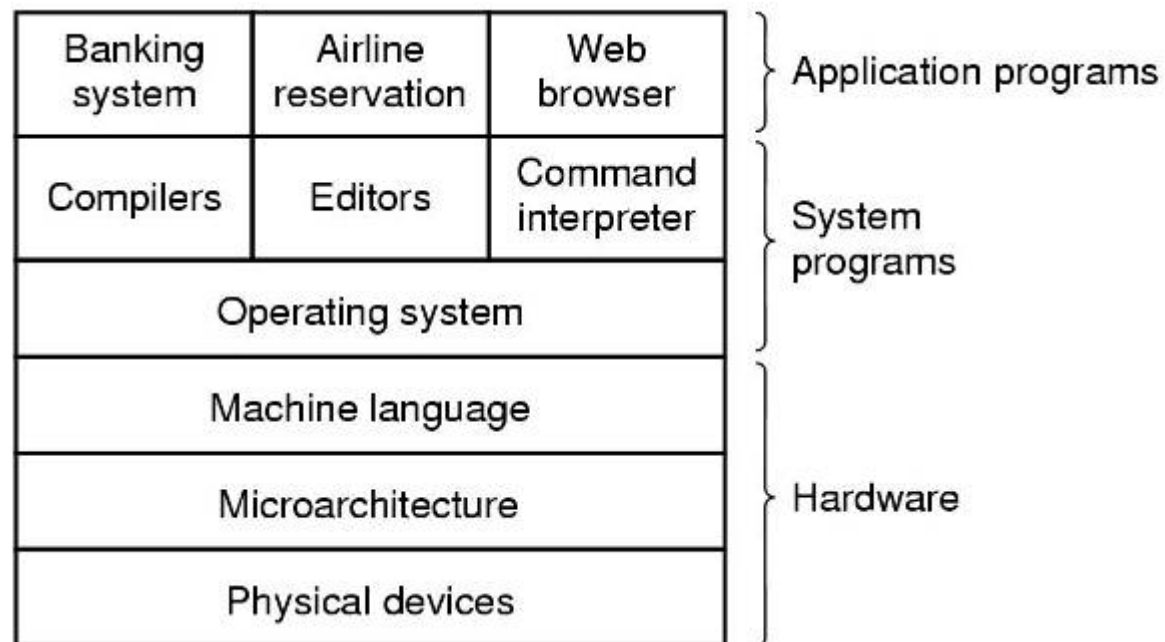 Banking
system
Airline
reservation
Web
browser
Application programs
Compilers
Editors
Command
interpreter
System
programs
Operating system
Machine language
Microarchitecture
Hardware
Physical devices